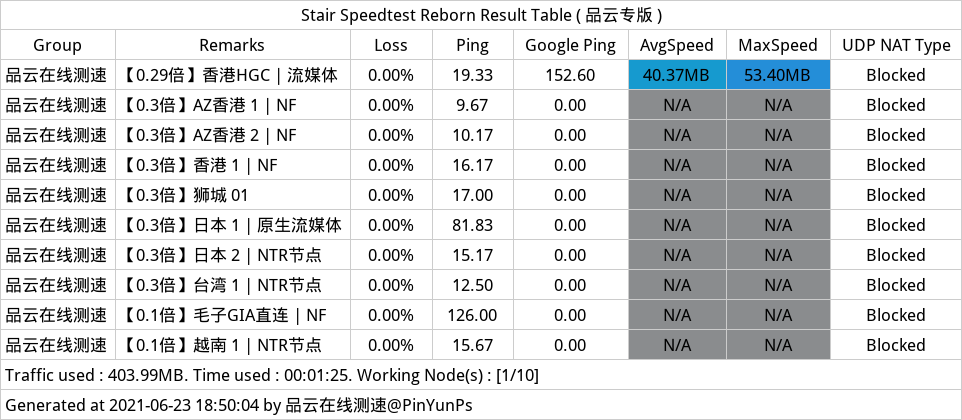 Stair Speedtest Reborn Result Table ( 品云专版 )
Group Remarks Loss Ping Google Ping AvgSpeed MaxSpeed UDP NAT Type
品云在线测速 【0.29倍】香港HGC | 流媒体 0.00% 19.33 152.60 40.37MB 53.40MB Blocked
品云在线测速 【0.3倍】AZ香港 1 | NF 0.00% 9.67 0.00 N/A N/A Blocked
品云在线测速 【0.3倍】AZ香港 2 | NF 0.00% 10.17 0.00 N/A N/A Blocked
品云在线测速 【0.3倍】香港 1 | NF 0.00% 16.17 0.00 N/A N/A Blocked
品云在线测速 【0.3倍】狮城 01 0.00% 17.00 0.00 N/A N/A Blocked
品云在线测速 【0.3倍】日本 1 | 原生流媒体 0.00% 81.83 0.00 N/A N/A Blocked
品云在线测速 【0.3倍】日本 2 | NTR节点 0.00% 15.17 0.00 N/A N/A Blocked
品云在线测速 【0.3倍】台湾 1 | NTR节点 0.00% 12.50 0.00 N/A N/A Blocked
品云在线测速 【0.1倍】毛子GIA直连 | NF 0.00% 126.00 0.00 N/A N/A Blocked
品云在线测速 【0.1倍】越南 1 | NTR节点 0.00% 15.67 0.00 N/A N/A Blocked
Traffic used : 403.99MB. Time used : 00:01:25. Working Node(s) : [1/10]
Generated at 2021-06-23 18:50:04 by 品云在线测速@PinYunPs